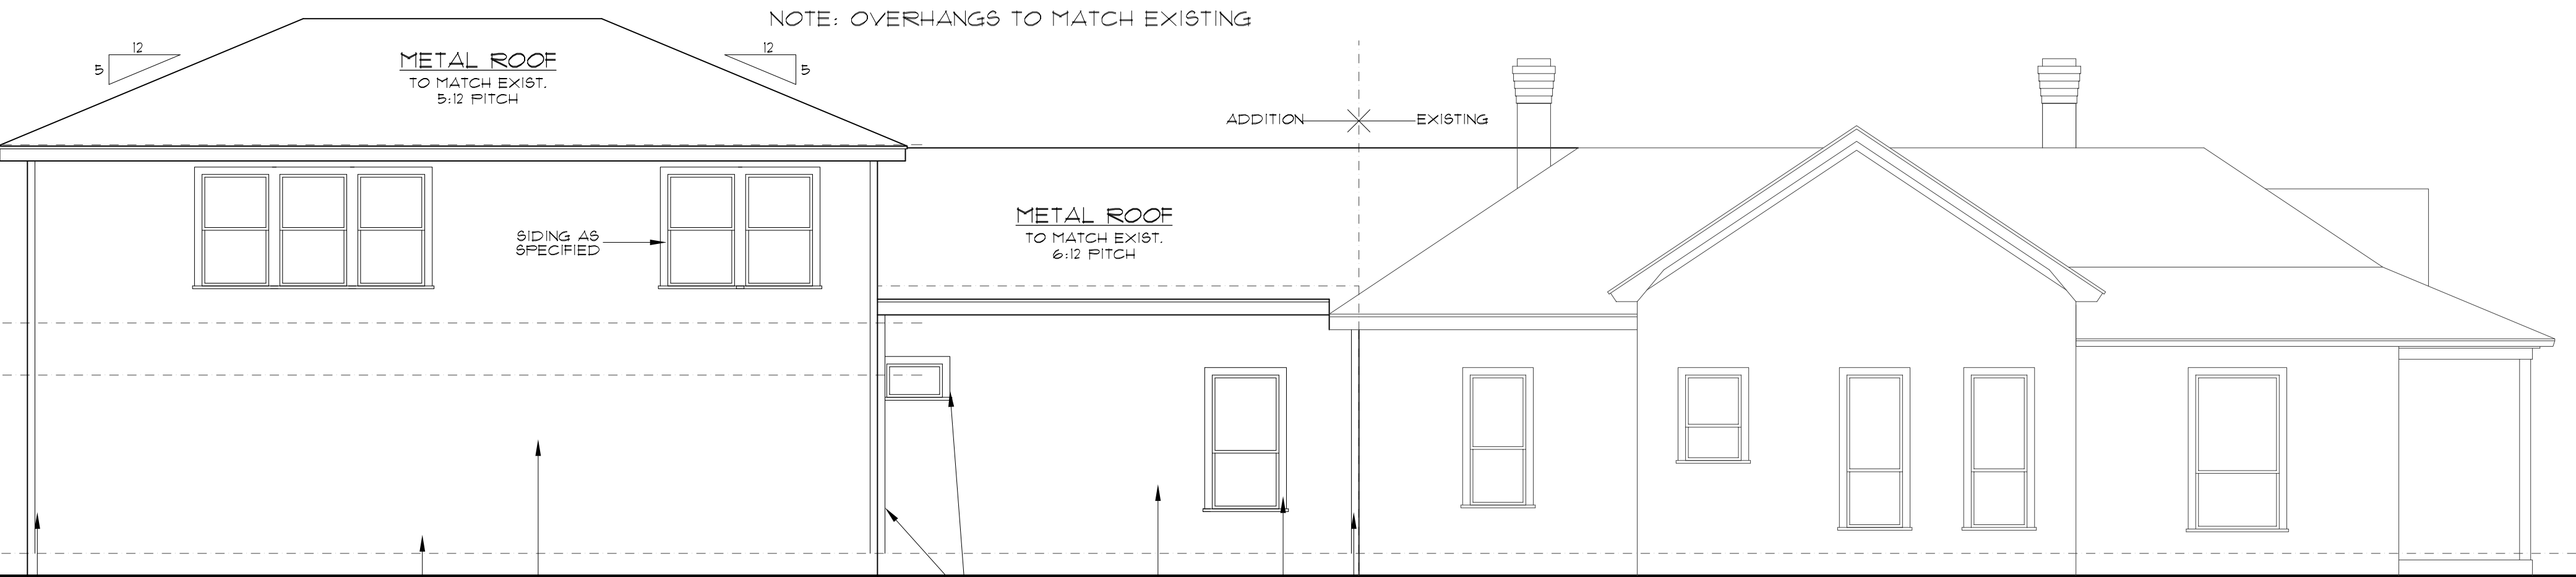 NOTE: OVERHANGS TO MATCH EXISTING
12
5
METAL ROOF
TO MATCH EXIST.
5:12 PITCH
12
5
ADDITION
EXISTING
METAL ROOF
TO MATCH EXIST.
6:12 PITCH
SIDING AS
SPECIFIED